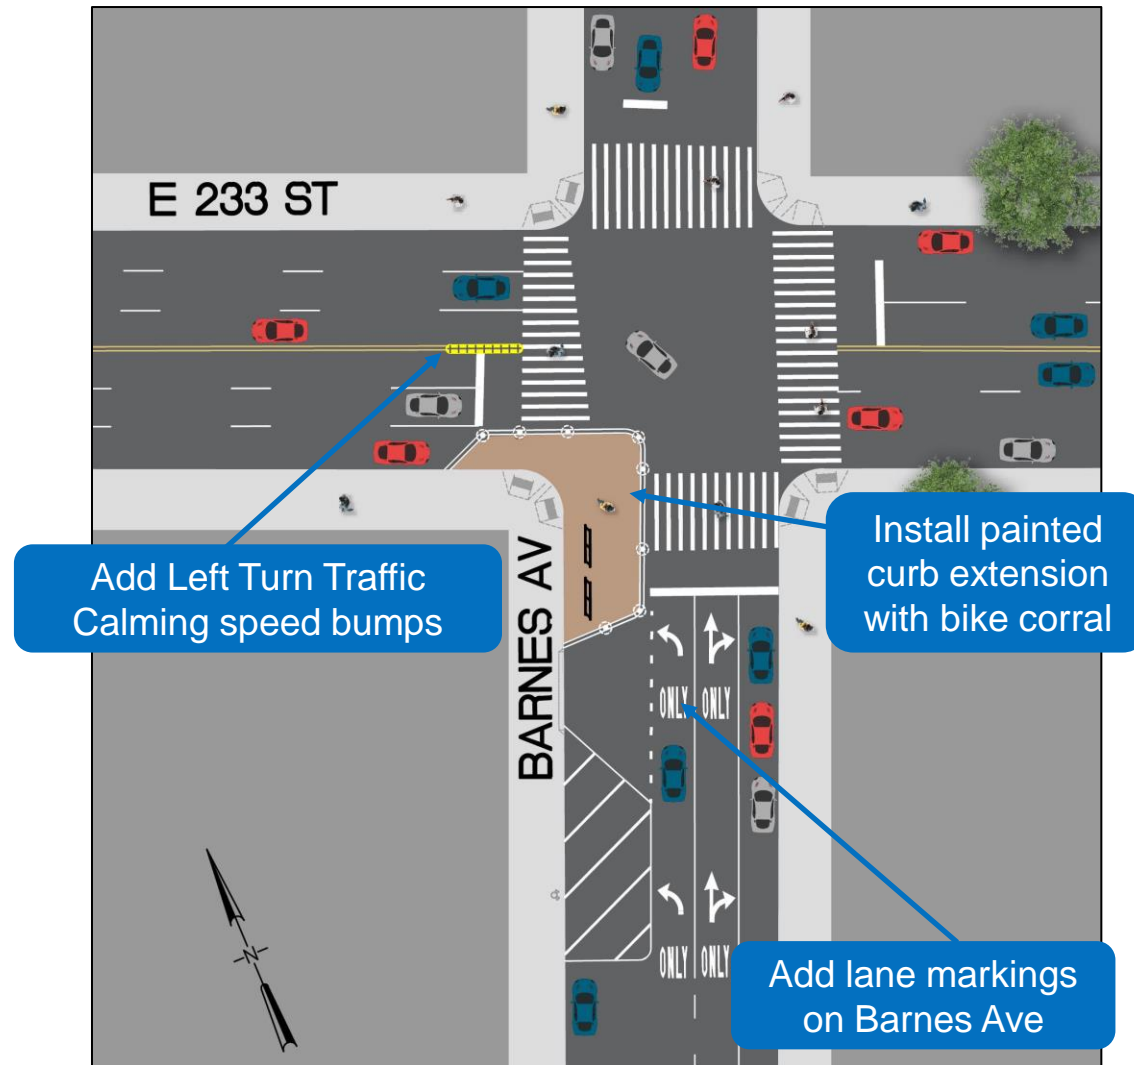 E 233 ST
Add Left Turn Traffic
Calming speed bumps
BARNES AV
Install painted
curb extension
with bike corral
ONLY ONLY
ONLY ONLY
Add lane markings
on Barnes Ave
N